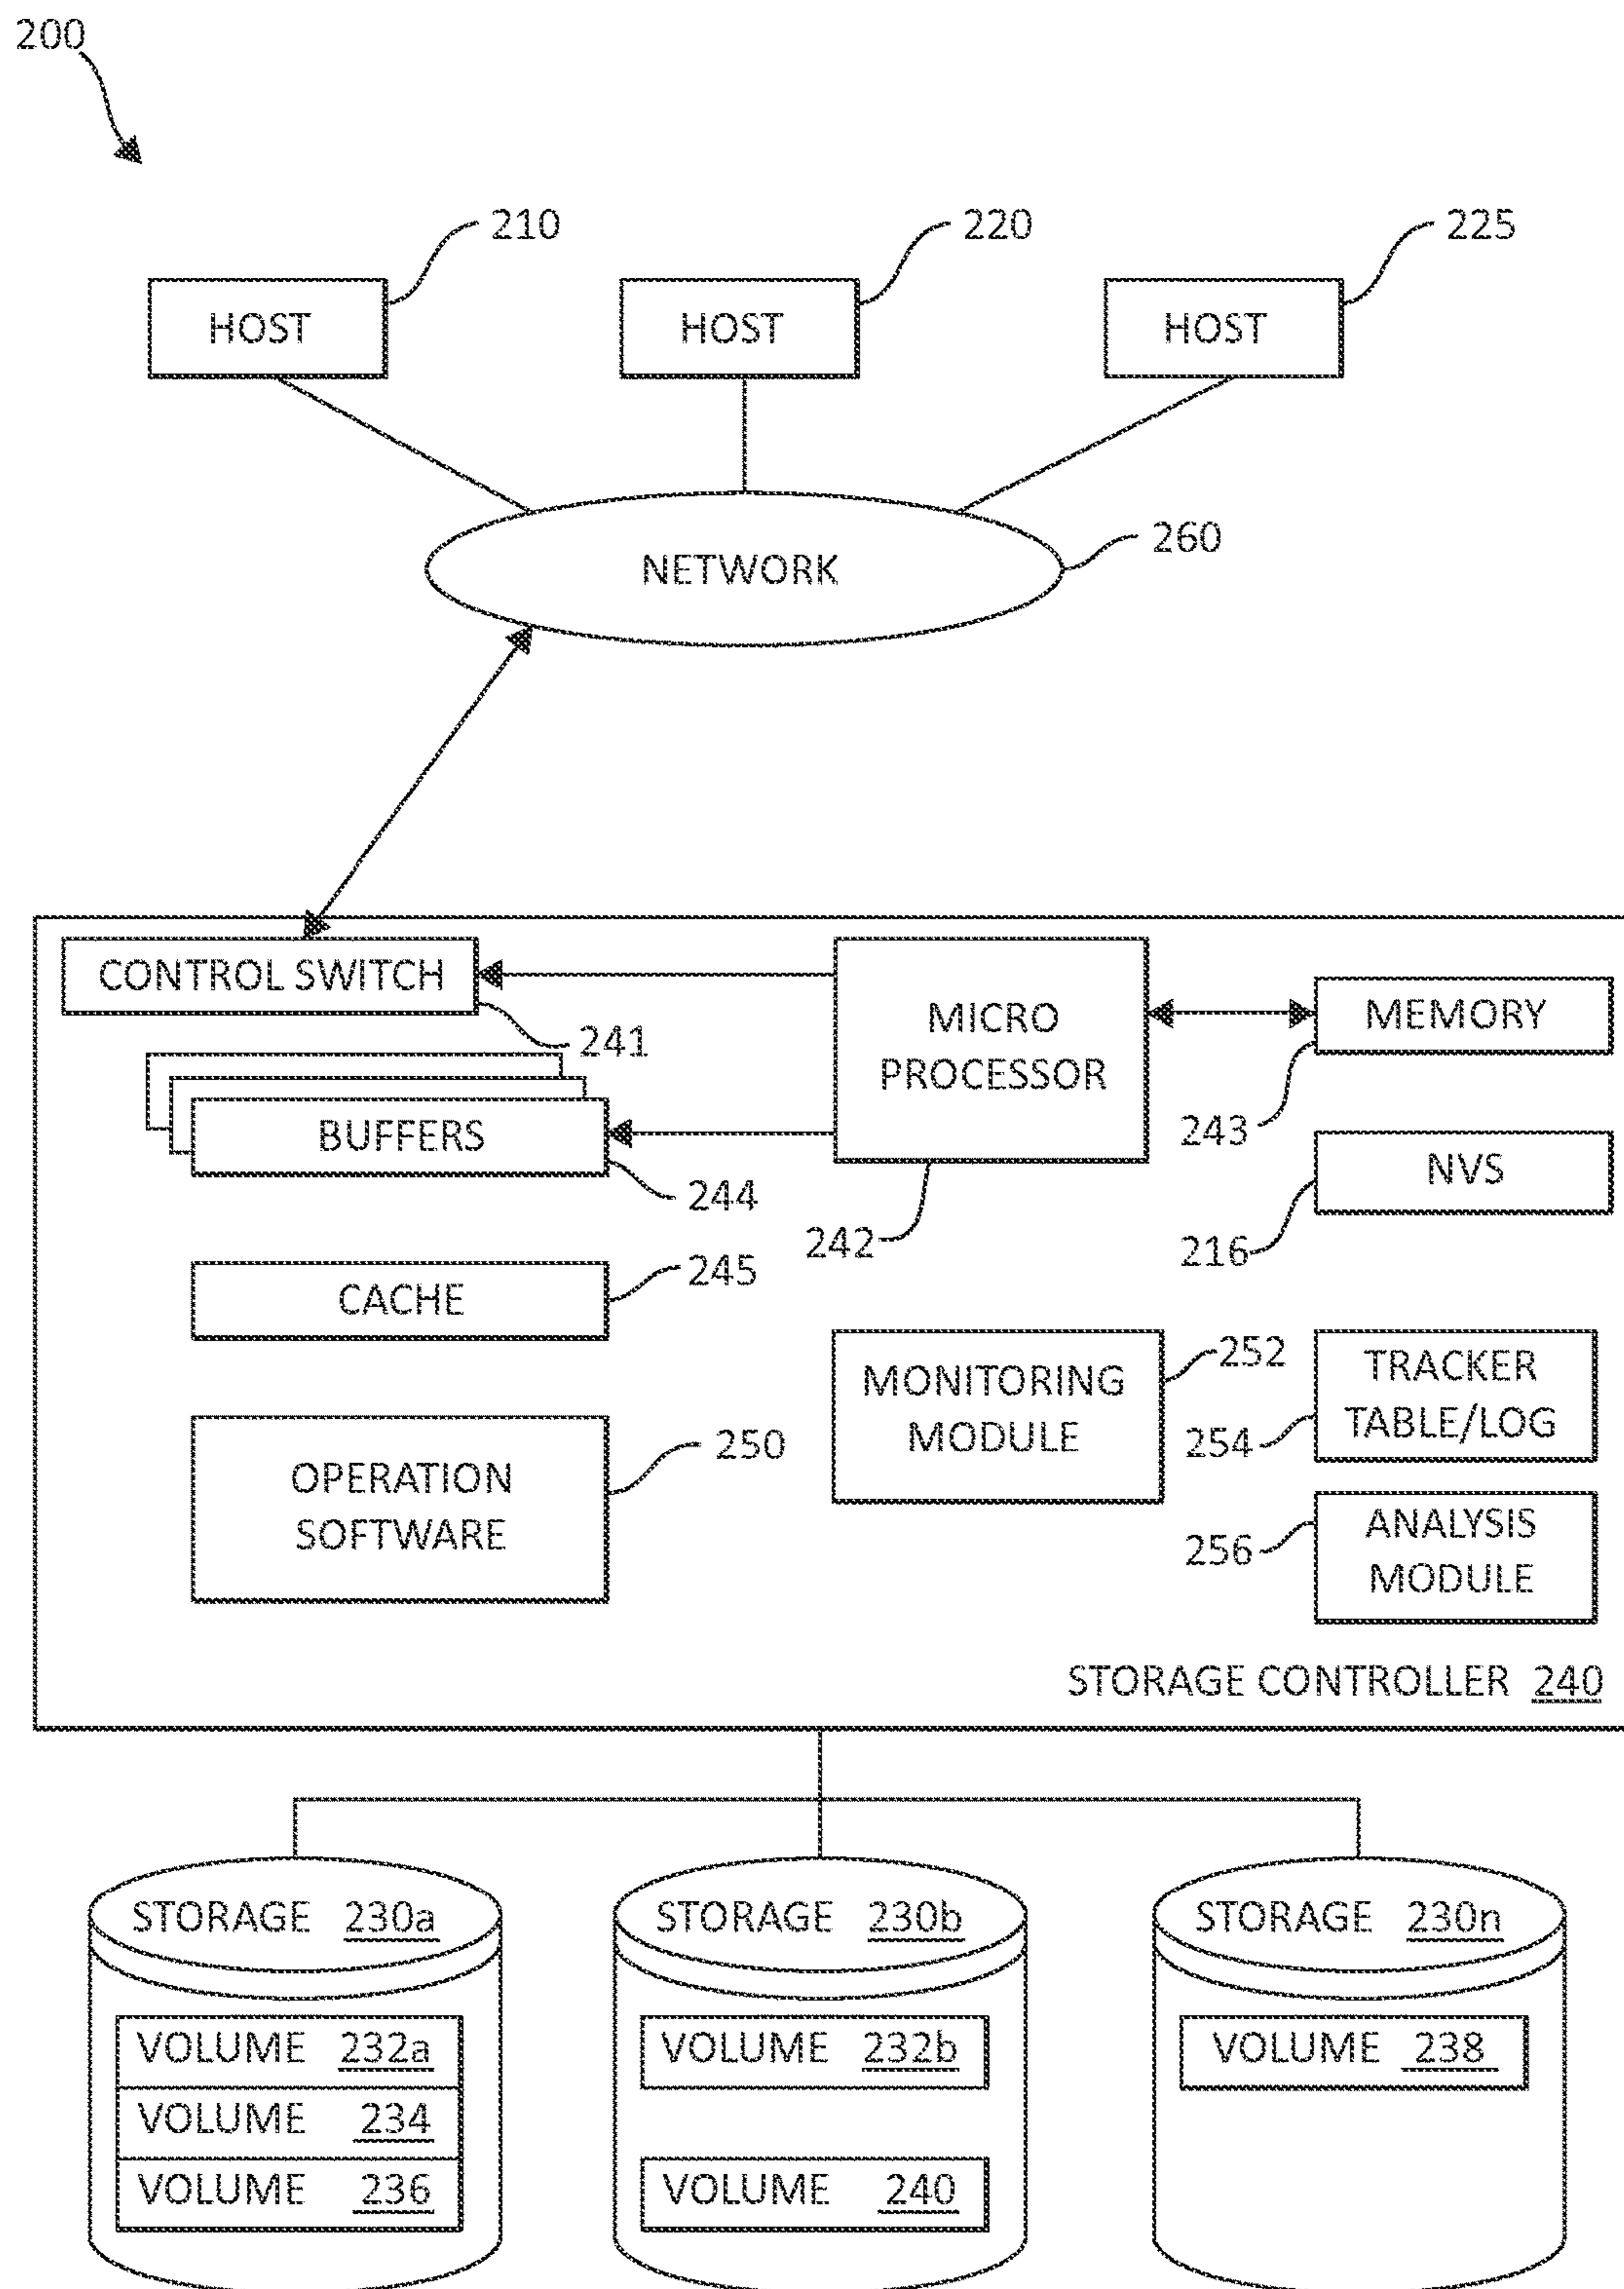 200
210
220
225
HOST
HOST
HOST
260
NETWORK
CONTROL SWITCH
241
MICRO
PROCESSOR
MEMORY
243
BUFFERS
244
242
NVS
216
CACHE
245
MONITORING
MODULE
252
TRACKER
TABLE/LOG
254
OPERATION
SOFTWARE
250
ANALYSIS
MODULE
256
STORAGE CONTROLLER 240
STORAGE 230a
STORAGE 230b
STORAGE 230n
VOLUME 232a
VOLUME 232b
VOLUME 238
VOLUME 234
VOLUME 236
VOLUME 240